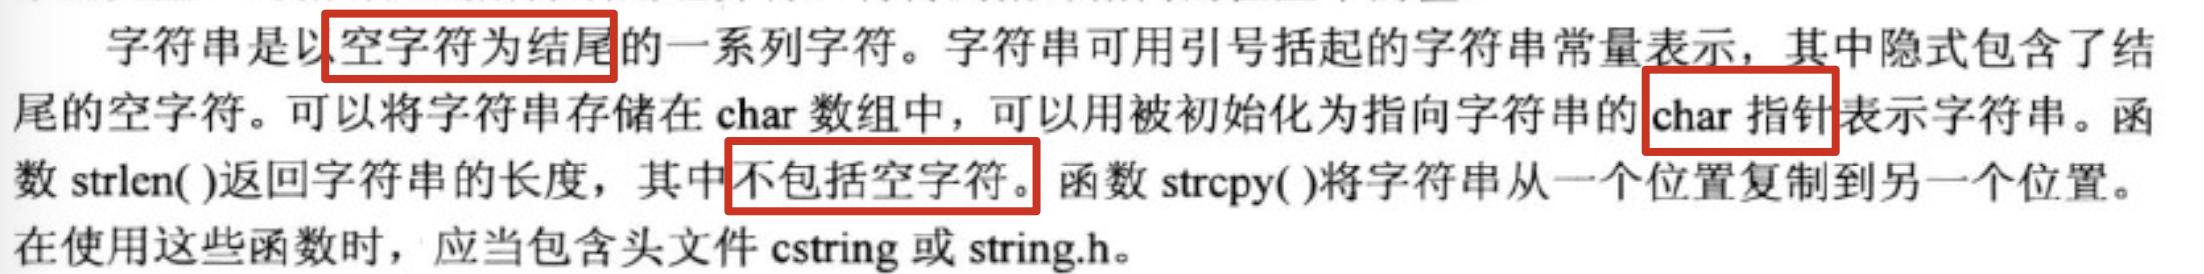 字符串是以空字符为结尾的一系列字符。字符串可用引号括起的字符串常量表示，其中隐式包含了结
尾的空字符。可以将字符串存储在 char 数组中，可以用被初始化为指向字符串的 char 指针表示字符串。函
数 strlen( )返回字符串的长度，其中不包括空字符。函数 strcpy( )将字符串从一个位置复制到另一个位置。
在使用这些函数时，应当包含头文件 cstring 或 string.h。